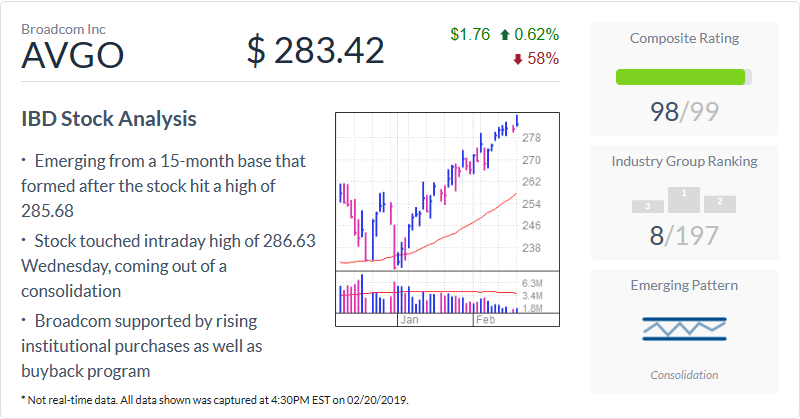 Broadcom Inc
AVGO
$ 283.42
$1.76 0.62%
58%
IBD Stock Analysis
· Emerging from a 15-month base that
formed after the stock hit a high of
285.68
· Stock touched intraday high of 286.63
Wednesday, coming out of a
consolidation
· Broadcom supported by rising
institutional purchases as well as
buyback program
278
270
262
254
246
238
6.3M
3.4M
1.8M
Jan Feb
* Not real-time data. All data shown was captured at 4:30PM EST on 02/20/2019.
Composite Rating
98/99
Industry Group Ranking
3 1 2
8/197
Emerging Pattern
Consolidation